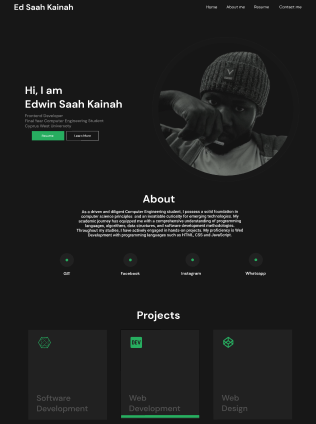 Ed Saah Kainah
Home About me Resume Contact me
Hi, I am
Edwin Saah Kainah
Frontend Developer
Final Year Computer Engineering Student
Cyprus West University
Resume Learn More
About
As a driven and diligent Computer Engineering student, I possess a solid foundation in
computer science principles and an insatiable curiosity for emerging technologies. My
academic journey has equipped me with a comprehensive understanding of programming
languages, algorithms, data structures, and software development methodologies.
Throughout my studies, I have actively engaged in hands-on projects. My proficiency is Web
Development with programming languages such as HTML, CSS and JavaScript.
GIT Facebook Instagram Whatsapp
Projects
DEV
Software
Development
Web
Development
Web
Design